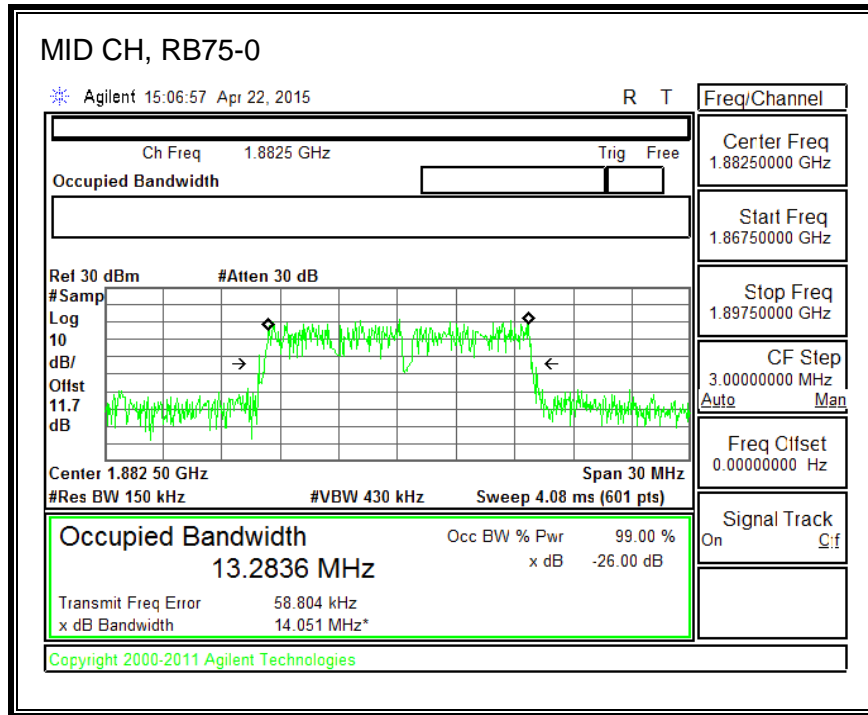 MID CH, RB75-0
Agilent 15:06:57 Apr 22, 2015 R T
Freq/Channel
Ch Freq 1.8825 GHz Trig Free
Occupied Bandwidth
Center Freq
1.88250000 GHz
Start Freq
1.86750000 GHz
Stop Freq
1.89750000 GHz
CF Step
3.00000000 MHz
Auto Man
Freq Offset
0.00000000 Hz
Signal Track
On Off
Ref 30 dBm #Atten 30 dB
#Samp
Log
10
dB/
Offst
11.7
dB
Center 1.882 50 GHz Span 30 MHz
#Res BW 150 kHz #VBW 430 kHz Sweep 4.08 ms (601 pts)
Occupied Bandwidth Occ BW % Pwr 99.00 %
13.2836 MHz x dB -26.00 dB
Transmit Freq Error 58.804 kHz
x dB Bandwidth 14.051 MHz*
Copyright 2000-2011 Agilent Technologies